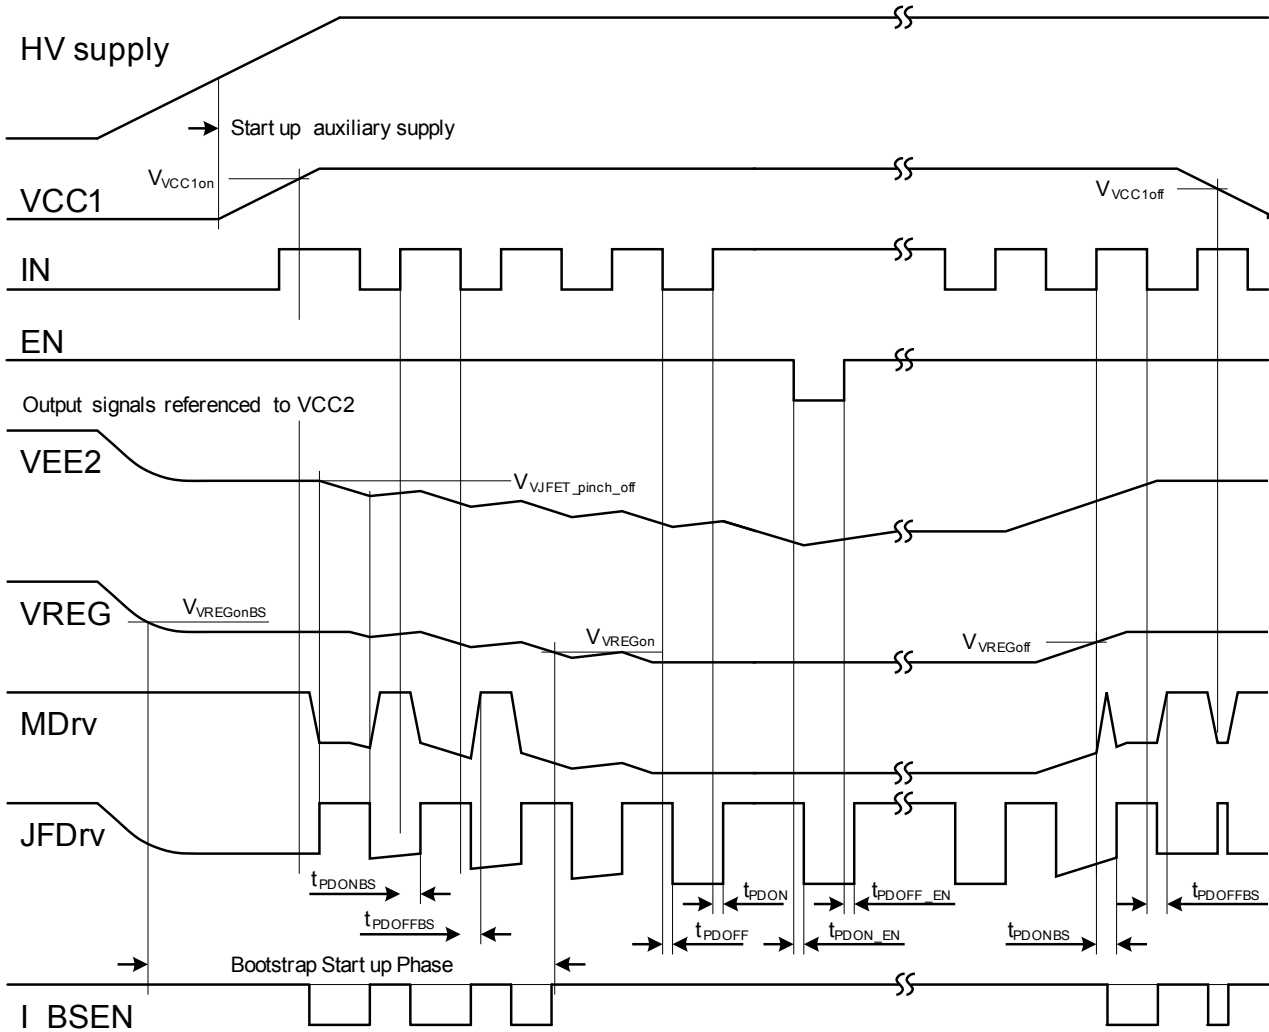 HV supply
Start up auxiliary supply
VCC1
VVCC1on
VVCC1off
IN
EN
Output signals referenced to VCC2
VEE2
VVJFET_pinch_off
VREG
VVREGonBS
VVREGon
VVREGoff
MDrv
JFDrv
tPDONBS
tPDON
tPDOFF_EN
tPDOFFBS
tPDOFFBS
tPDOFF
tPDON_EN
tPDONBS
Bootstrap Start up Phase
I BSEN